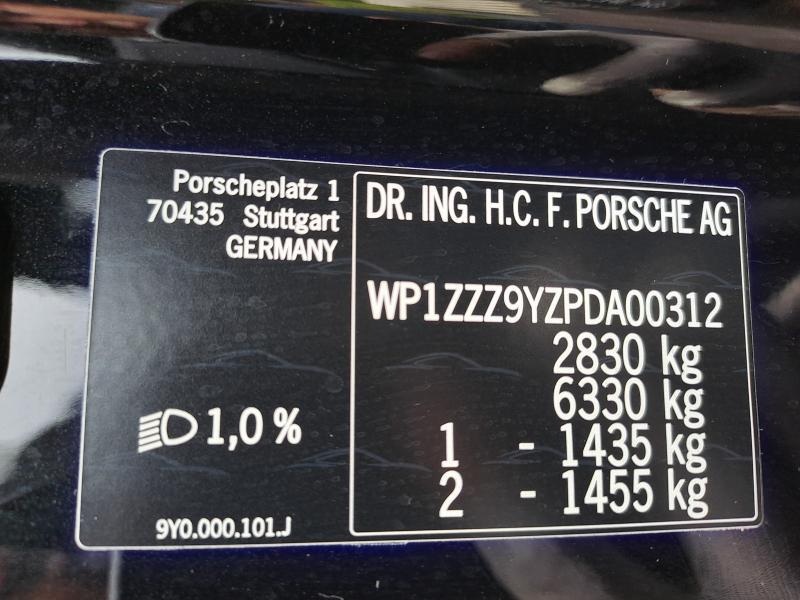 Porscheplatz 1
70435 Stuttgart
GERMANY
1,0 %
9Y0.000.101.J
DR. ING. H.C. F. PORSCHE AG
WP1ZZZ9YZPDA00312
2830 kg
6330 kg
1 - 1435 kg
2 - 1455 kg